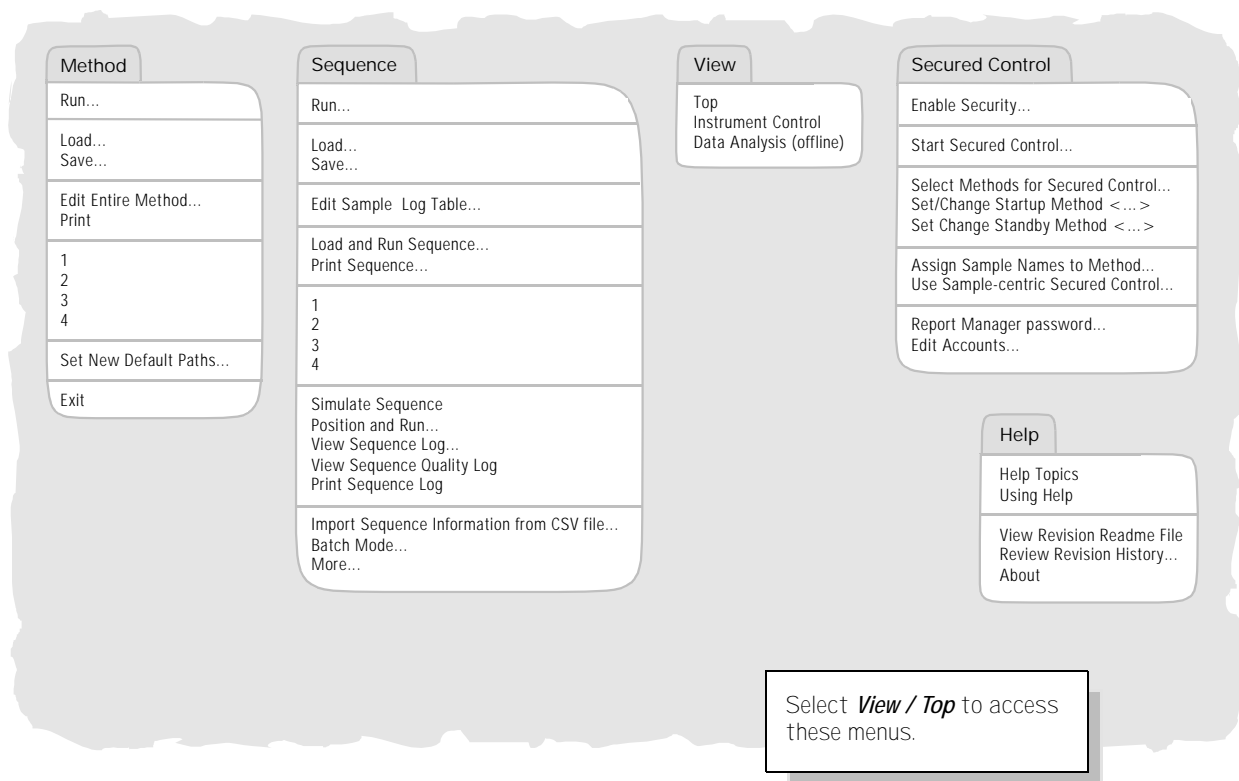 Method
Run...
Load...
Save...
Edit Entire Method...
Print
1
2
3
4
Set New Default Paths...
Exit
Sequence
Run...
Load...
Save...
Edit Sample  Log Table...
Load and Run Sequence...
Print Sequence...
1
2
3
4
Simulate Sequence
Position and Run...
View Sequence Log...
View Sequence Quality Log
Print Sequence Log
Import Sequence Information from CSV file...
Batch Mode...
More...
View
Top
Instrument Control
Data Analysis (offline)
Secured Control
Enable Security...
Start Secured Control...
Select Methods for Secured Control...
Set/Change Startup Method <...>
Set Change Standby Method <...>
Assign Sample Names to Method...
Use Sample-centric Secured Control...
Report Manager password...
Edit Accounts...
Help
Help Topics
Using Help
View Revision Readme File
Review Revision History...
About
Select View / Top to access
these menus.